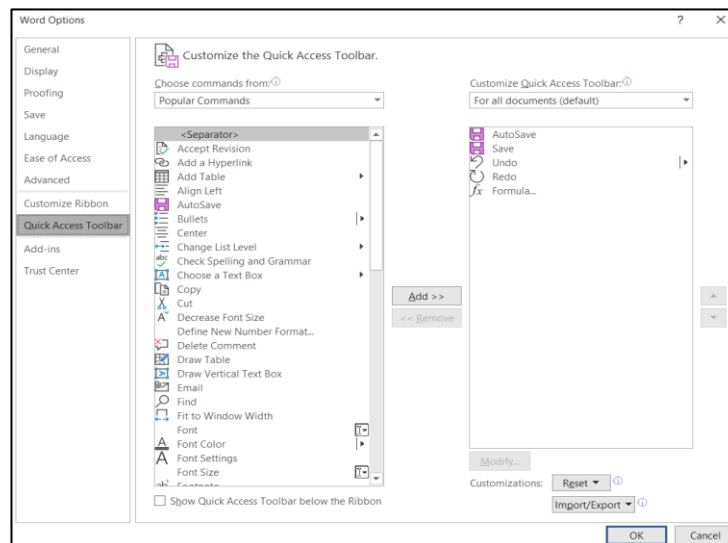 Word Options
General
Display
Proofing
Save
Language
Ease of Access
Advanced
Customize Ribbon
Quick Access Toolbar
Add-ins
Trust Center
Customize the Quick Access Toolbar.
Choose commands from:
Popular Commands
<Separator>
Accept Revision
Add a Hyperlink
Add Table
Align Left
AutoSave
Bullets
Center
Change List Level
Check Spelling and Grammar
Choose a Text Box
Copy
Cut
Decrease Font Size
Define New Number Format...
Delete Comment
Draw Table
Draw Vertical Text Box
Email
Find
Fit to Window Width
Font
Font Color
Font Settings
Font Size
Footnote
Show Quick Access Toolbar below the Ribbon
Add >>
<< Remove
Customize Quick Access Toolbar:
For all documents (default)
AutoSave
Save
Undo
Redo
Formula...
Modify...
Customizations:
Reset
Import/Export
OK
Cancel